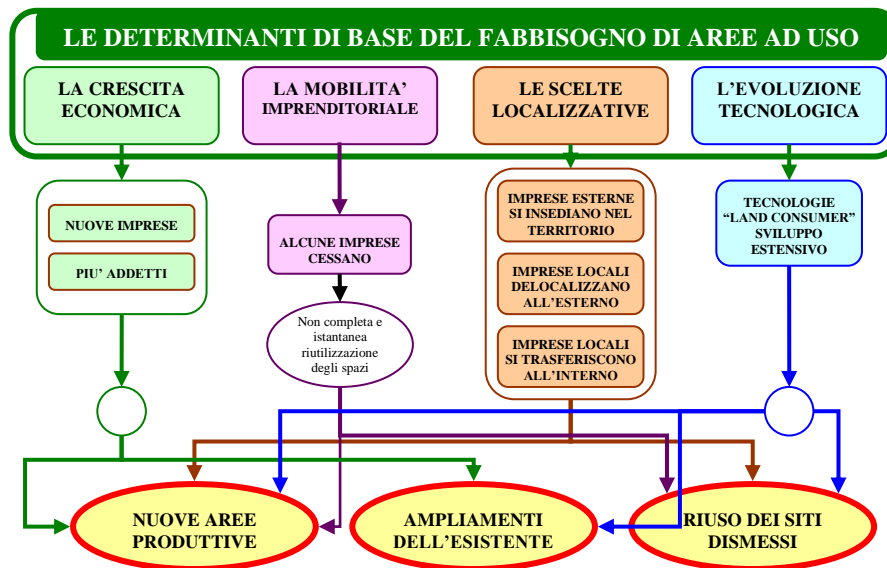 LE DETERMINANTI DI BASE DEL FABBISOGNO DI AREE AD USO
LA CRESCITA
ECONOMICA
LA MOBILITA’
IMPRENDITORIALE
LE SCELTE
LOCALIZZATIVE
L’EVOLUZIONE
TECNOLOGICA
NUOVE IMPRESE
PIU’ ADDETTI
ALCUNE IMPRESE
CESSANO
Non completa e
istantanea
riutilizzazione
degli spazi
IMPRESE ESTERNE
SI INSEDIANO NEL
TERRITORIO
IMPRESE LOCALI
DELOCALIZZANO
ALL’ESTERNO
IMPRESE LOCALI
SI TRASFERISCONO
ALL’INTERNO
TECNOLOGIE
“LAND CONSUMER”
SVILUPPO
ESTENSIVO
NUOVE AREE
PRODUTTIVE
AMPLIAMENTI
DELL’ESISTENTE
RIUSO DEI SITI
DISMESSI